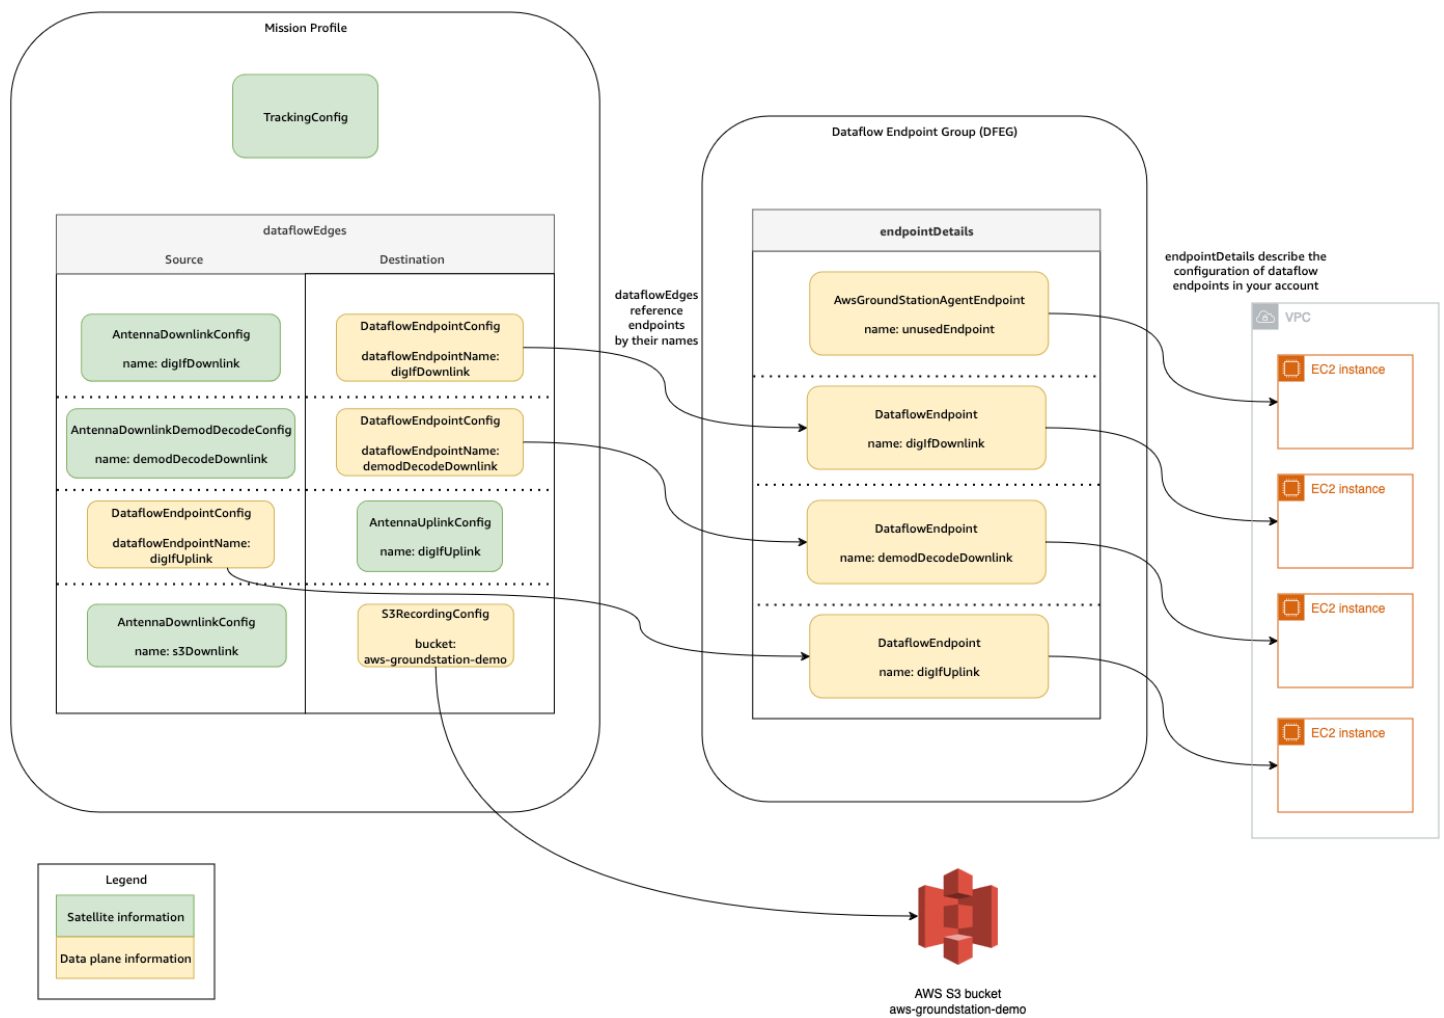 Mission Profile
TrackingConfig
dataflowEdges
Source
Destination
AntennaDownlinkConfig
name: digIfDownlink
DataflowEndpointConfig
dataflowEndpointName:
digIfDownlink
AntennaDownlinkDemodDecodeConfig
name: demodDecodeDownlink
DataflowEndpointConfig
dataflowEndpointName:
demodDecodeDownlink
DataflowEndpointConfig
dataflowEndpointName:
digIfUplink
AntennaUplinkConfig
name: digIfUplink
AntennaDownlinkConfig
name: s3Downlink
S3RecordingConfig
bucket:
aws-groundstation-demo
dataflowEdges
reference
endpoints
by their names
Dataflow Endpoint Group (DFEG)
endpointDetails
AwsGroundStationAgentEndpoint
name: unusedEndpoint
DataflowEndpoint
name: digIfDownlink
DataflowEndpoint
name: demodDecodeDownlink
DataflowEndpoint
name: digIfUplink
endpointDetails describe the
configuration of dataflow
endpoints in your account
VPC
EC2 instance
EC2 instance
EC2 instance
EC2 instance
Legend
Satellite information
Data plane information
AWS S3 bucket
aws-groundstation-demo